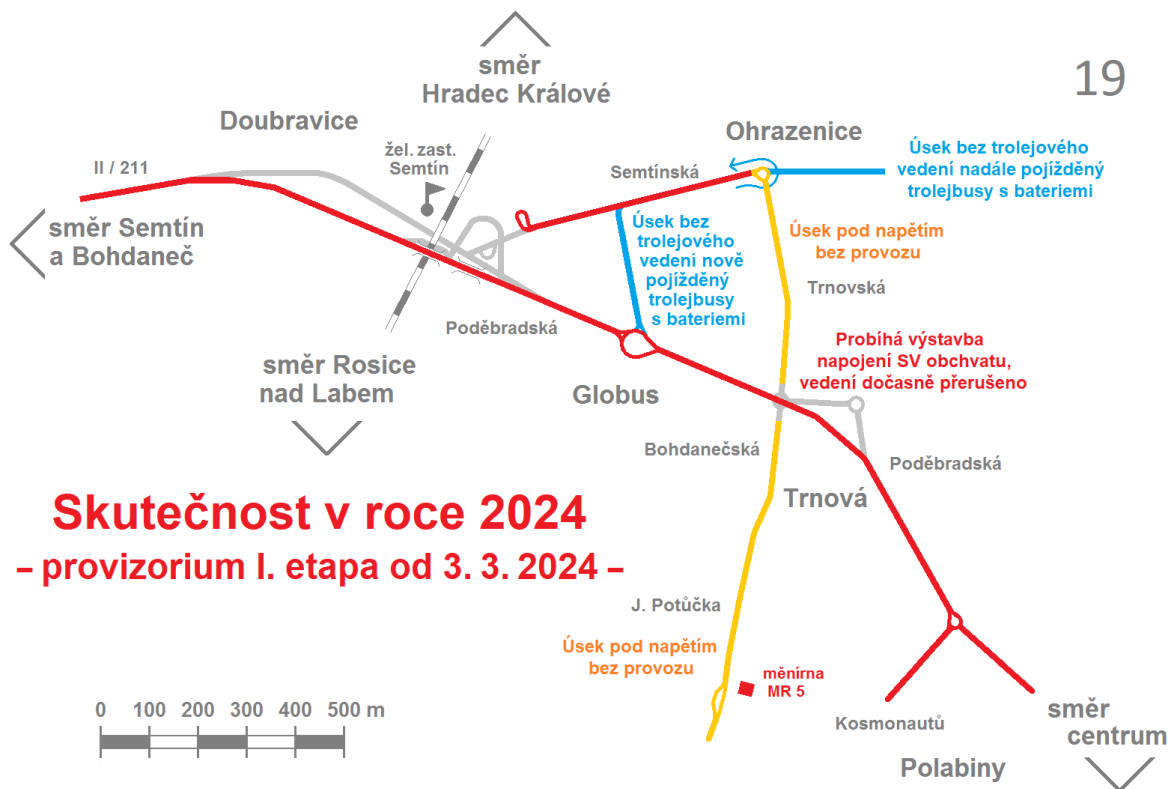 19
směr
Hradec Králové
Doubravice
Ohrazenice
žel. zast.
Semtín
II / 211
Semtínská
Úsek bez trolejového
vedení nadále pojížděný
trolejbusy s bateriemi
směr Semtín
a Bohdaneč
Úsek bez
trolejového
vedení nově
pojížděný
trolejbusy
s bateriemi
Úsek pod napětím
bez provozu
Trnovská
Poděbradská
Probíhá výstavba
napojení SV obchvatu,
vedení dočasně přerušeno
směr Rosice
nad Labem
Globus
Bohdanečská
Poděbradská
Trnová
Skutečnost v roce 2024
– provizorium I. etapa od 3. 3. 2024 –
J. Potůčka
Úsek pod napětím
bez provozu
měnírna
MR 5
0 100 200 300 400 500 m
Kosmonautů
směr
centrum
Polabiny